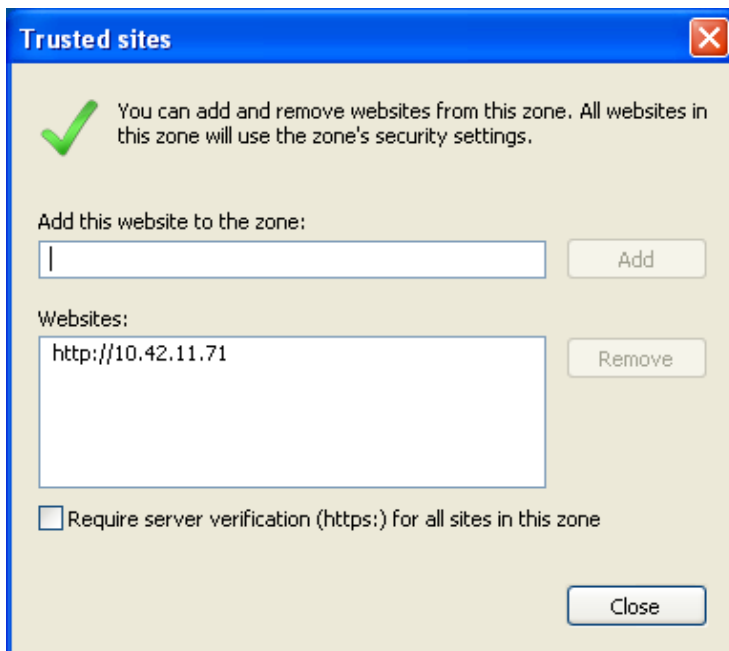 Trusted sites
You can add and remove websites from this zone. All websites in
this zone will use the zone's security settings.
Add this website to the zone:
Add
Websites:
http://10.42.11.71
Remove
Require server verification (https:) for all sites in this zone
Close